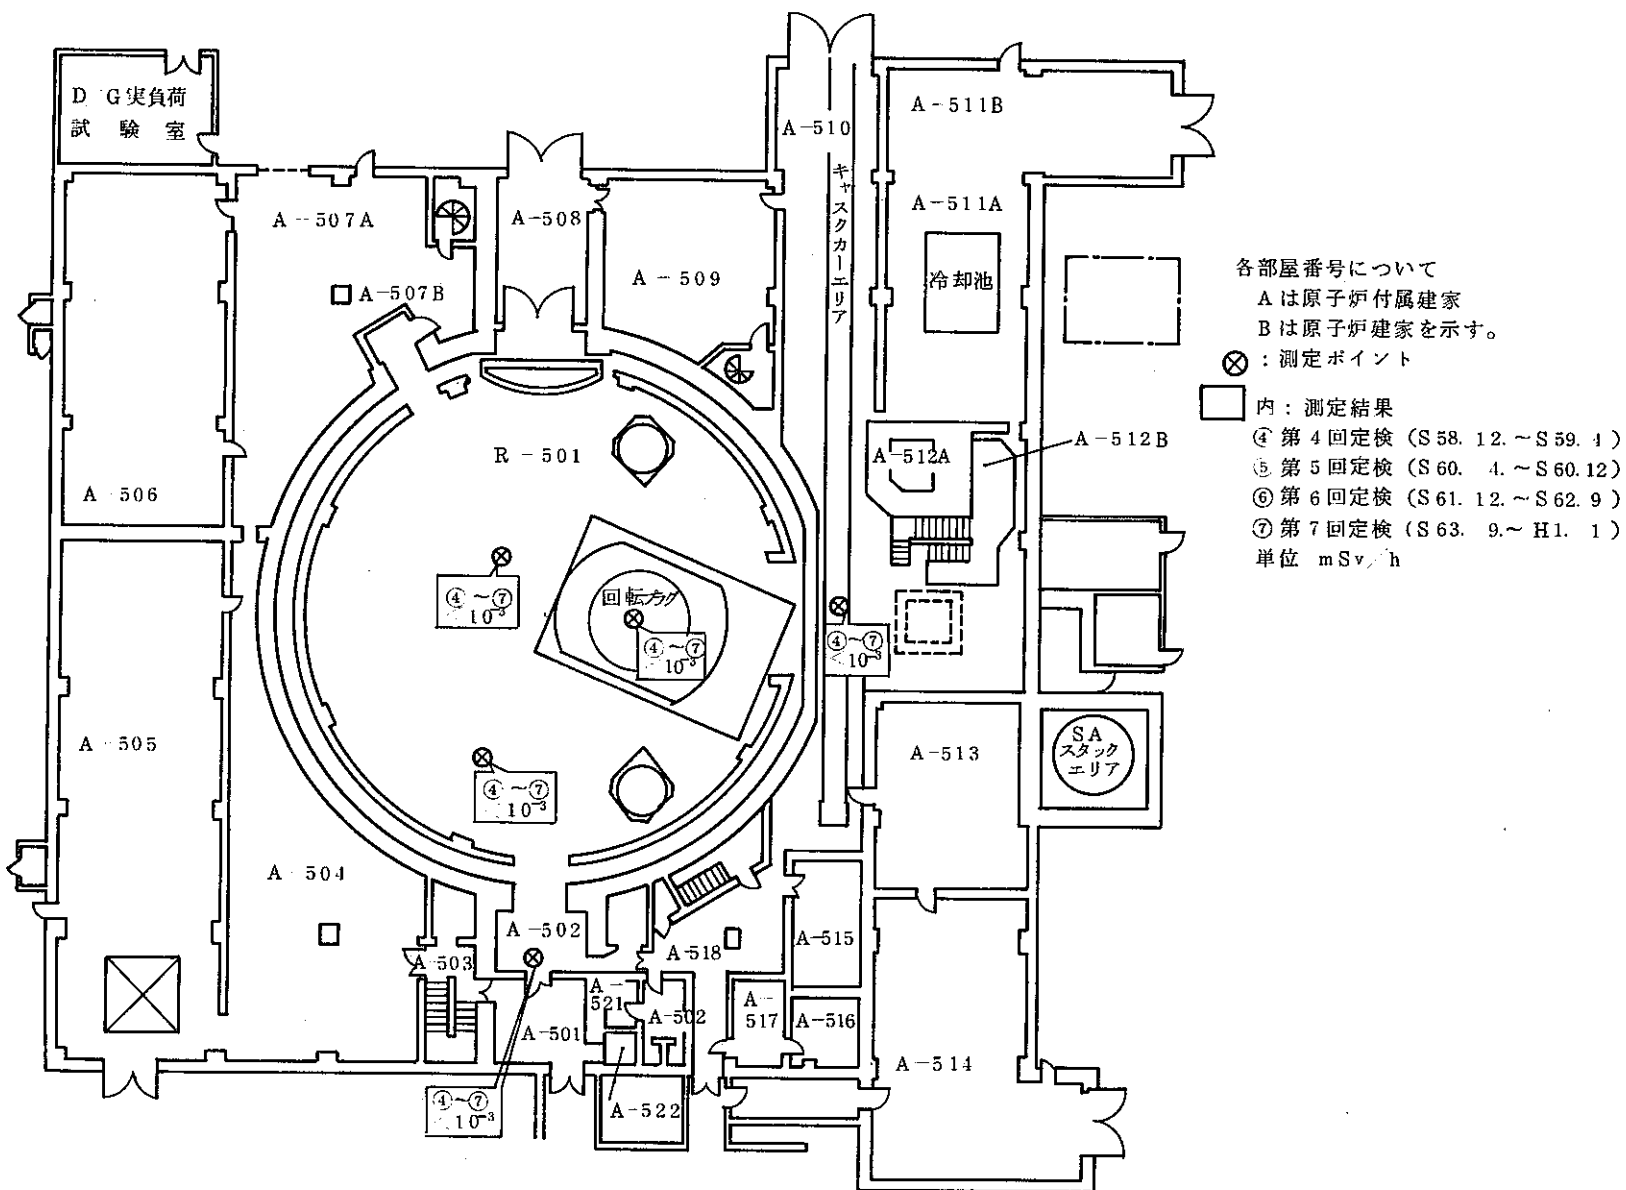 D G実負荷
試験室
A-510
A-511B
A-507A
A-508
キャスクカーエリア
A-511A
A-509
冷却池
A-507B
各部屋番号について
Aは原子炉付属建家
Bは原子炉建家を示す。
⊗：測定ポイント
内：測定結果
④ 第4回定検（S58. 12.～S59. 4）
⑤ 第5回定検（S60. 4.～S60.12）
⑥ 第6回定検（S61. 12.～S62. 9）
⑦ 第7回定検（S63. 9.～H1. 1）
単位 mSv/h
A-512B
R-501
A-512A
A-506
④～⑦
10⁻³
回転プラグ
④～⑦
10⁻³
④～⑦
<10⁻³
A-505
A-513
SA
スタック
エリア
④～⑦
10⁻³
A-504
A-502
A-518
A-515
A-503
A-521
A-502
A-517
A-516
A-501
A-514
④～⑦
10⁻³
A-522